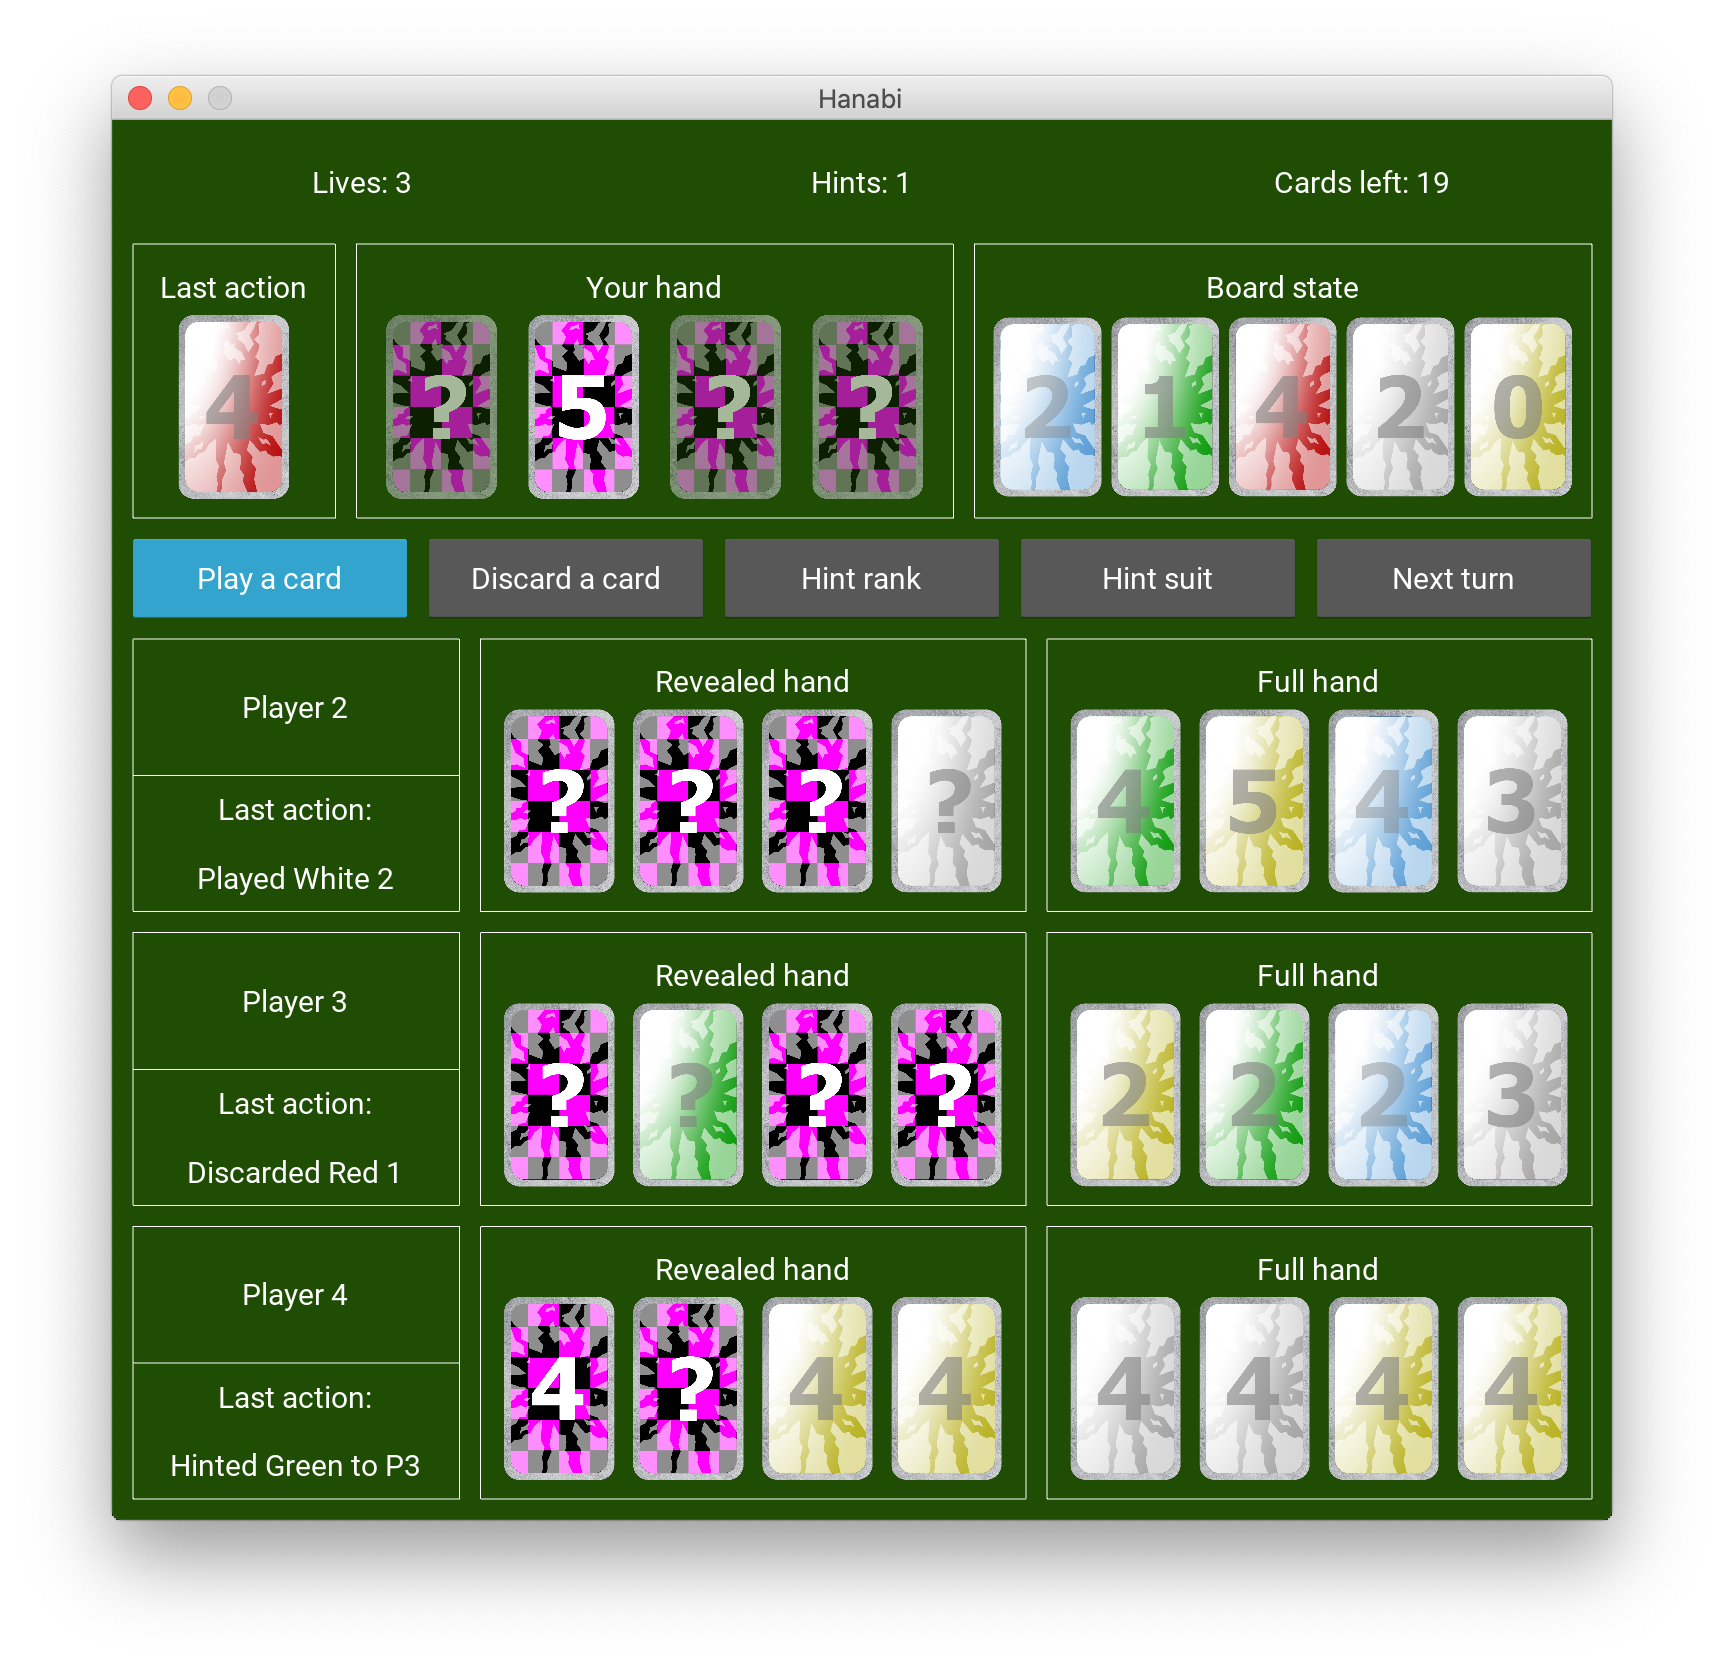 Hanabi
Lives: 3
Hints: 1
Cards left: 19
Last action
Your hand
Board state
4
? 5 ? ?
2 1 4 2 0
Play a card
Discard a card
Hint rank
Hint suit
Next turn
Player 2
Last action:
Played White 2
Revealed hand
? ? ? ?
Full hand
4 5 4 3
Player 3
Last action:
Discarded Red 1
Revealed hand
? ? ? ?
Full hand
2 2 2 3
Player 4
Last action:
Hinted Green to P3
Revealed hand
4 ? 4 4
Full hand
4 4 4 4